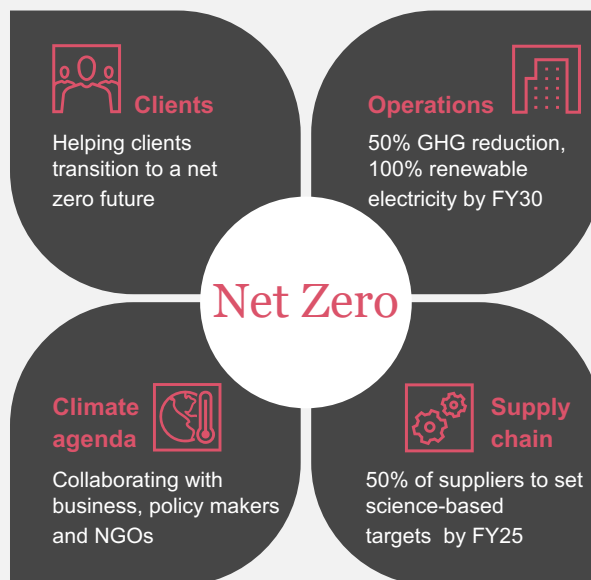 Clients
Helping clients
transition to a net
zero future
Operations
50% GHG reduction,
100% renewable
electricity by FY30
Net Zero
Climate
agenda
Collaborating with
business, policy makers
and NGOs
Supply
chain
50% of suppliers to set
science-based
targets  by FY25